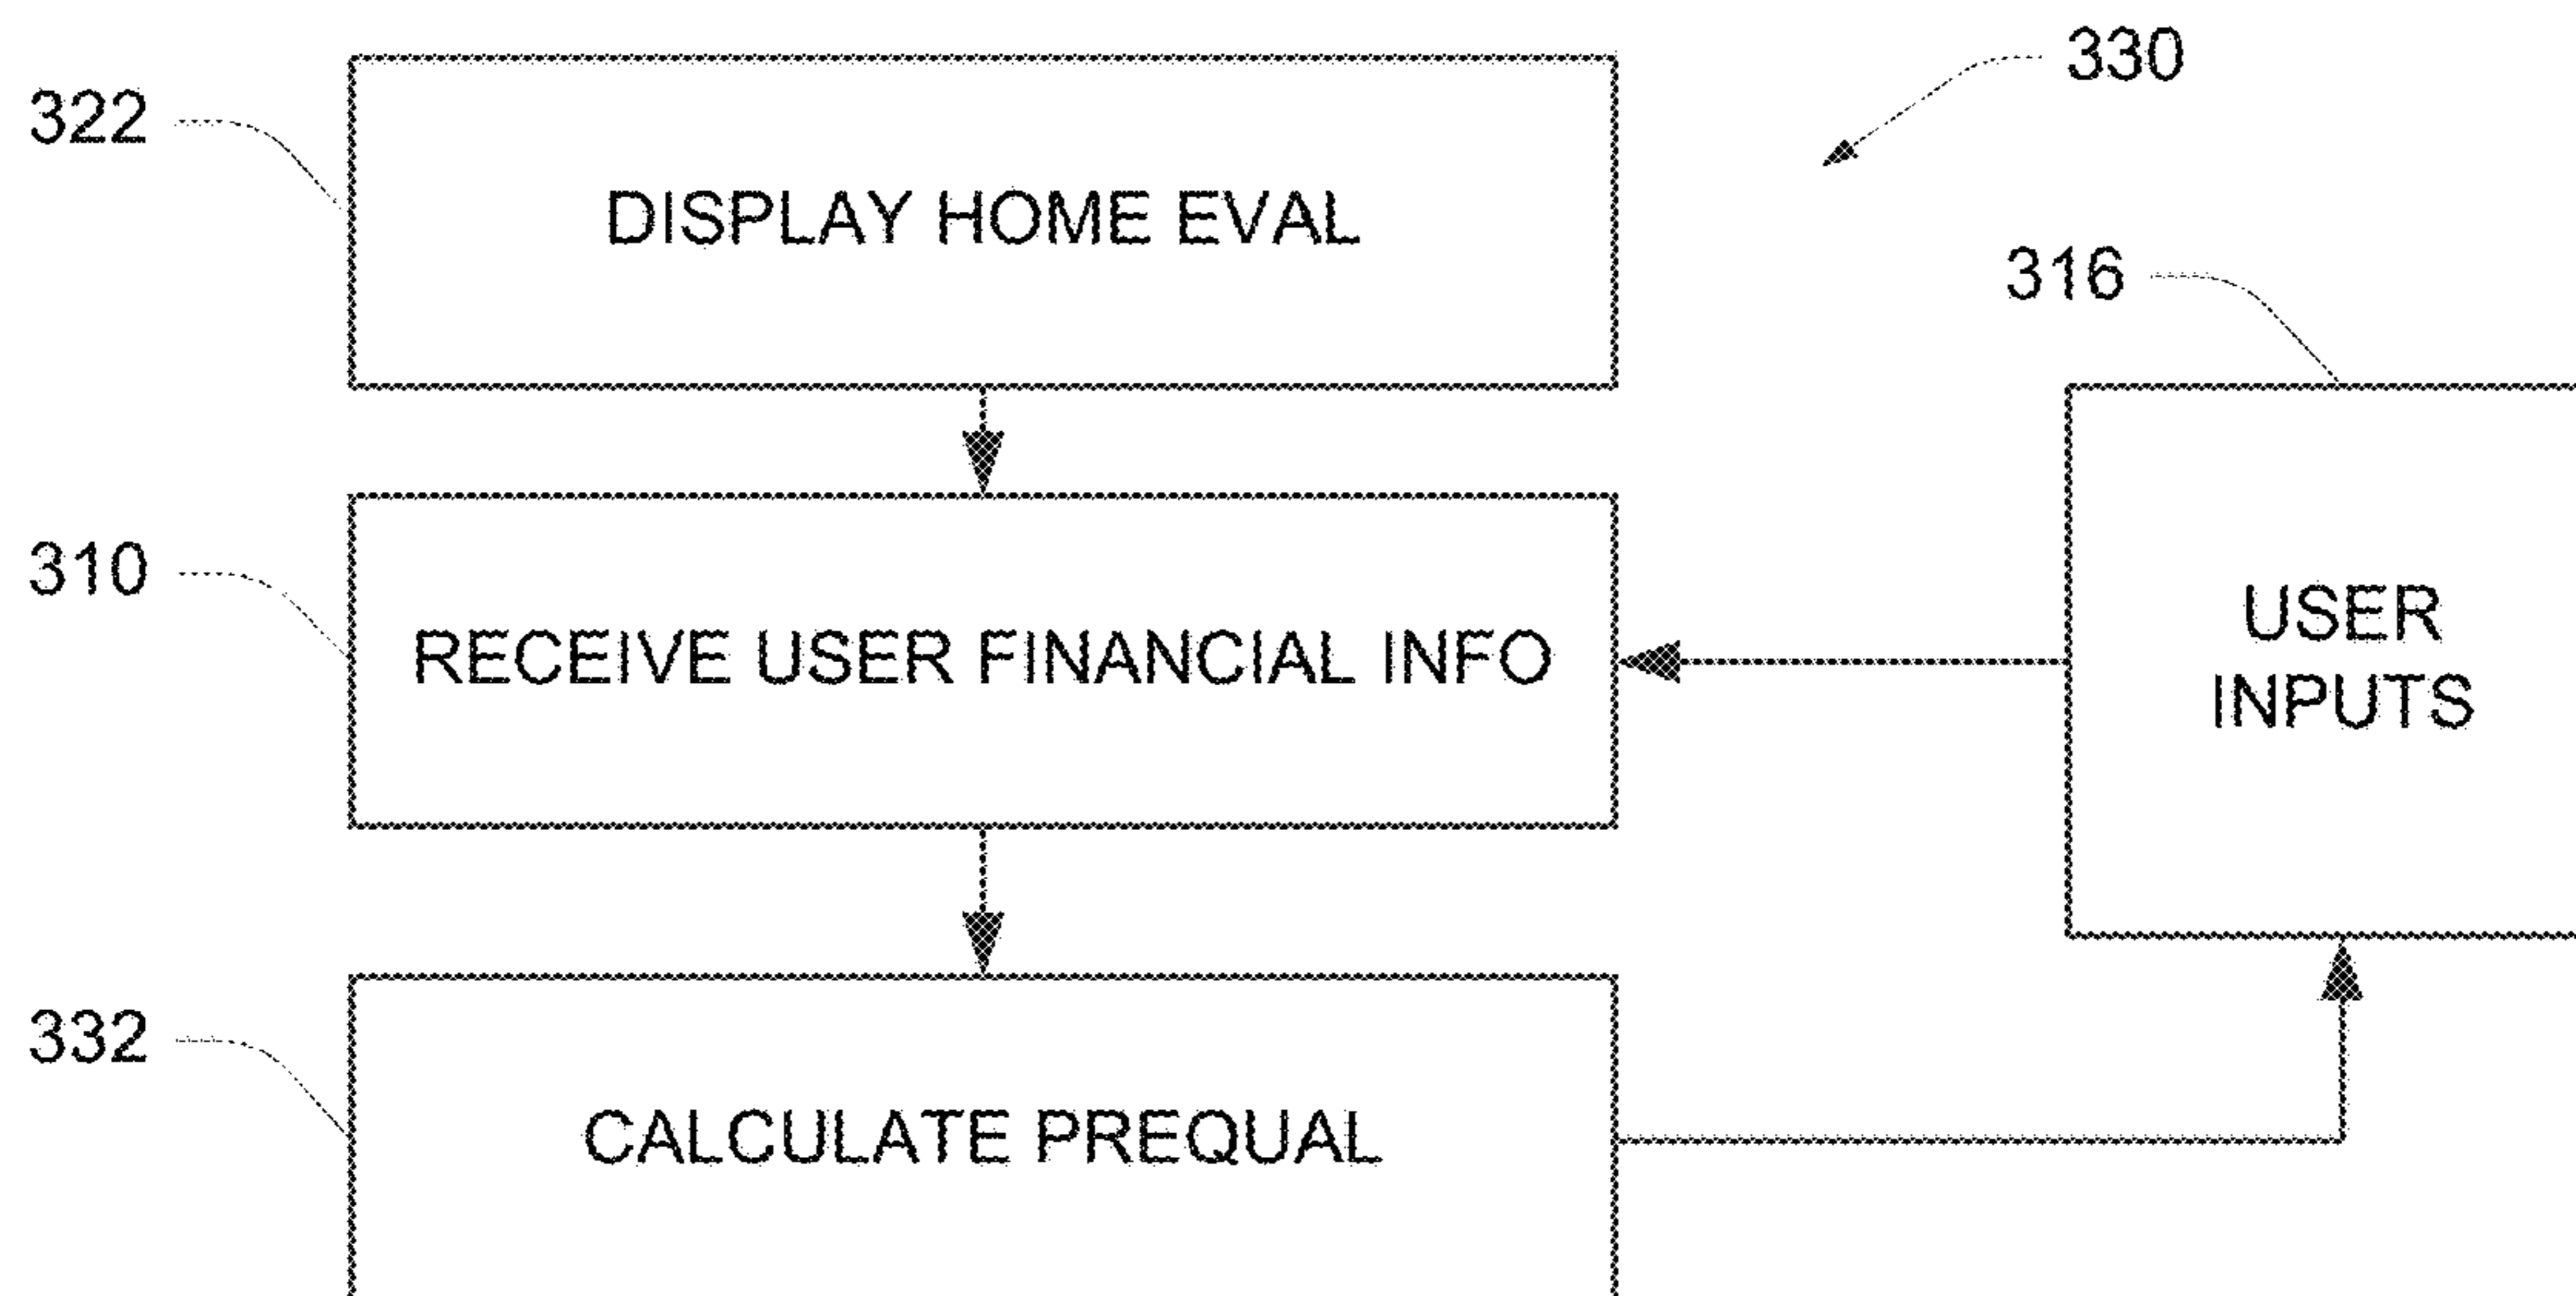 330
322
DISPLAY HOME EVAL
316
310
RECEIVE USER FINANCIAL INFO
USER
INPUTS
332
CALCULATE PREQUAL